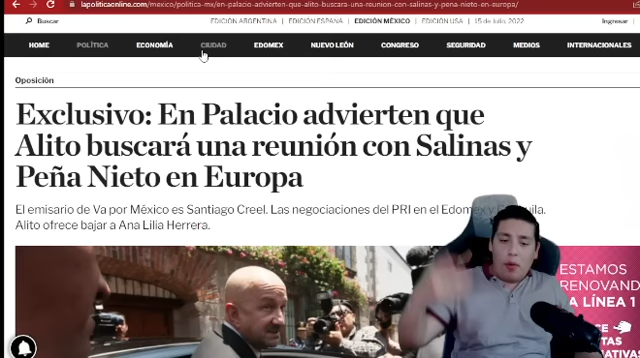 lapoliticaonline.com/mexico/politica-mx/en-palacio-advierten-que-alito-buscara-una-reunion-con-salinas-y-pena-nieto-en-europa/
Buscar EDICIÓN ARGENTINA | EDICIÓN ESPAÑA | EDICIÓN MÉXICO | EDICIÓN USA | 15 de Julio, 2022 Ingresar
HOME POLÍTICA ECONOMÍA CIUDAD EDOMEX NUEVO LEÓN CONGRESO SEGURIDAD MEDIOS INTERNACIONALES
Oposición
Exclusivo: En Palacio advierten que
Alito buscará una reunión con Salinas y
Peña Nieto en Europa
El emisario de Va por México es Santiago Creel. Las negociaciones del PRI en el Edomex y
Alito ofrece bajar a Ana Lilia Herrera.
ESTAMOS
RENOVAND
LA LÍNEA 1